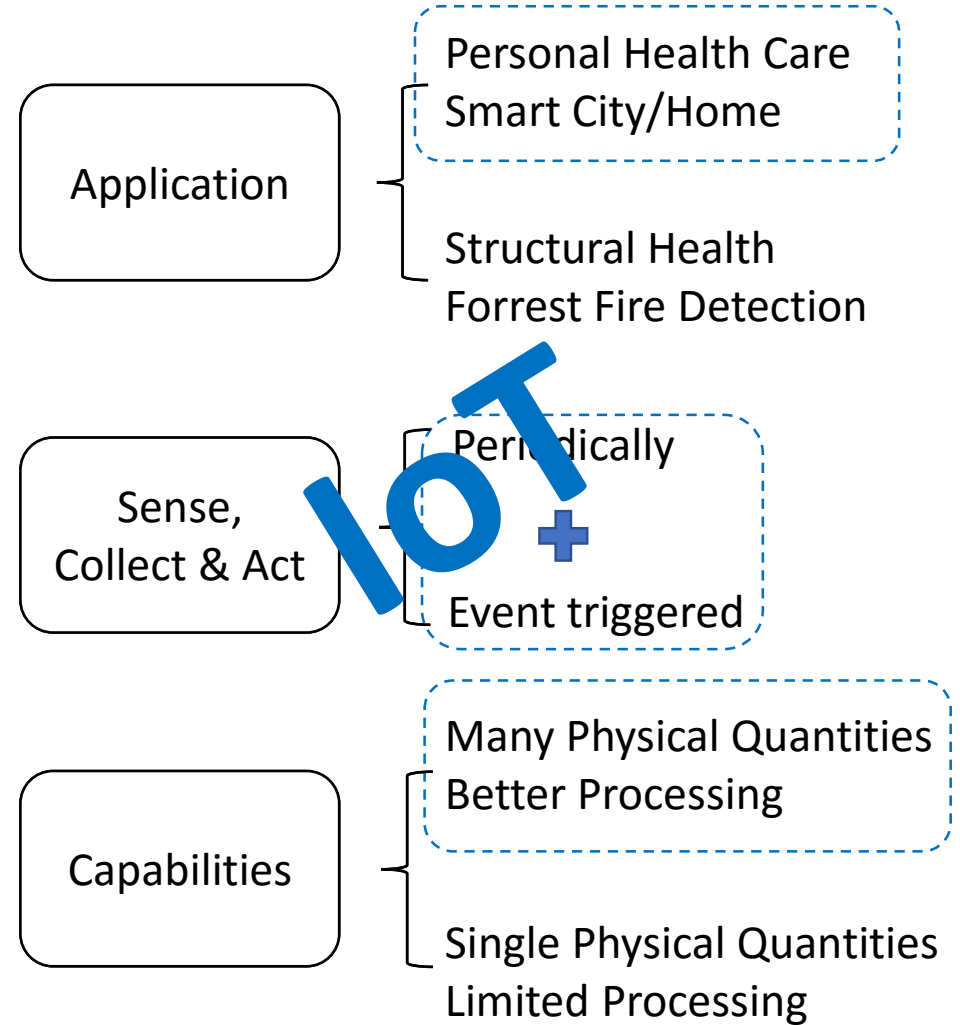 Personal Health Care
Smart City/Home
Application
Structural Health
Forrest Fire Detection
IoT
Periodically
Sense,
Collect & Act
Event triggered
Many Physical Quantities
Better Processing
Capabilities
Single Physical Quantities
Limited Processing